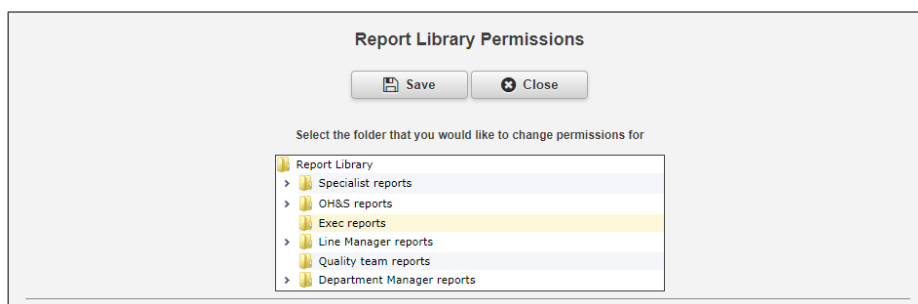 Report Library Permissions
Save Close
Select the folder that you would like to change permissions for
Report Library
Specialist reports
OH&S reports
Exec reports
Line Manager reports
Quality team reports
Department Manager reports